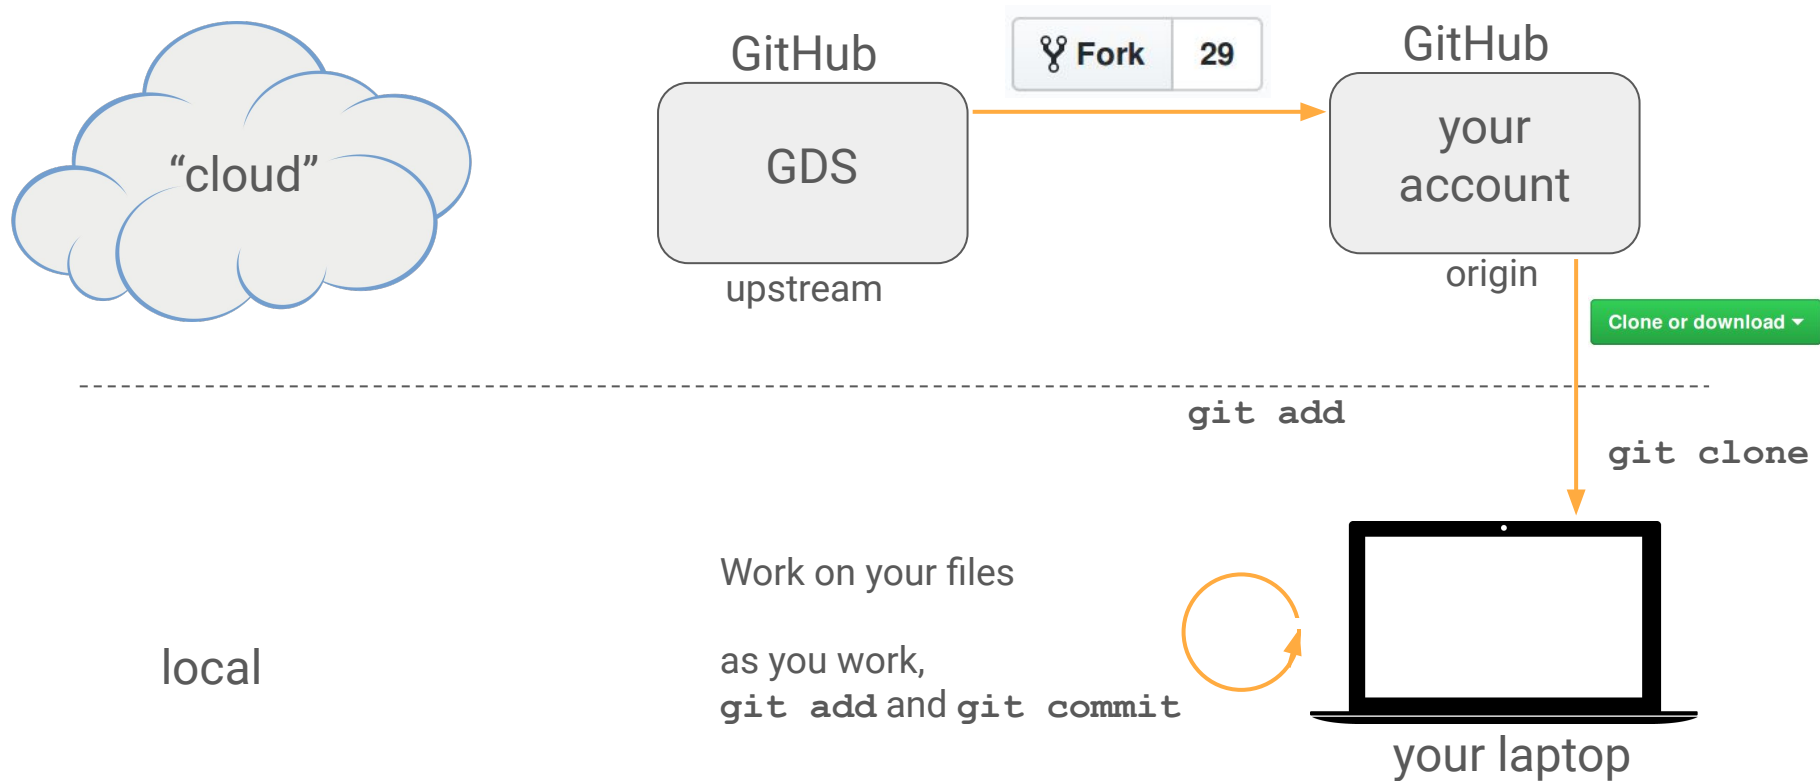 “cloud”
GitHub
GDS
upstream
Fork 29
GitHub
your
account
origin
Clone or download
git add
git clone
local
Work on your files
as you work,
git add and git commit
your laptop